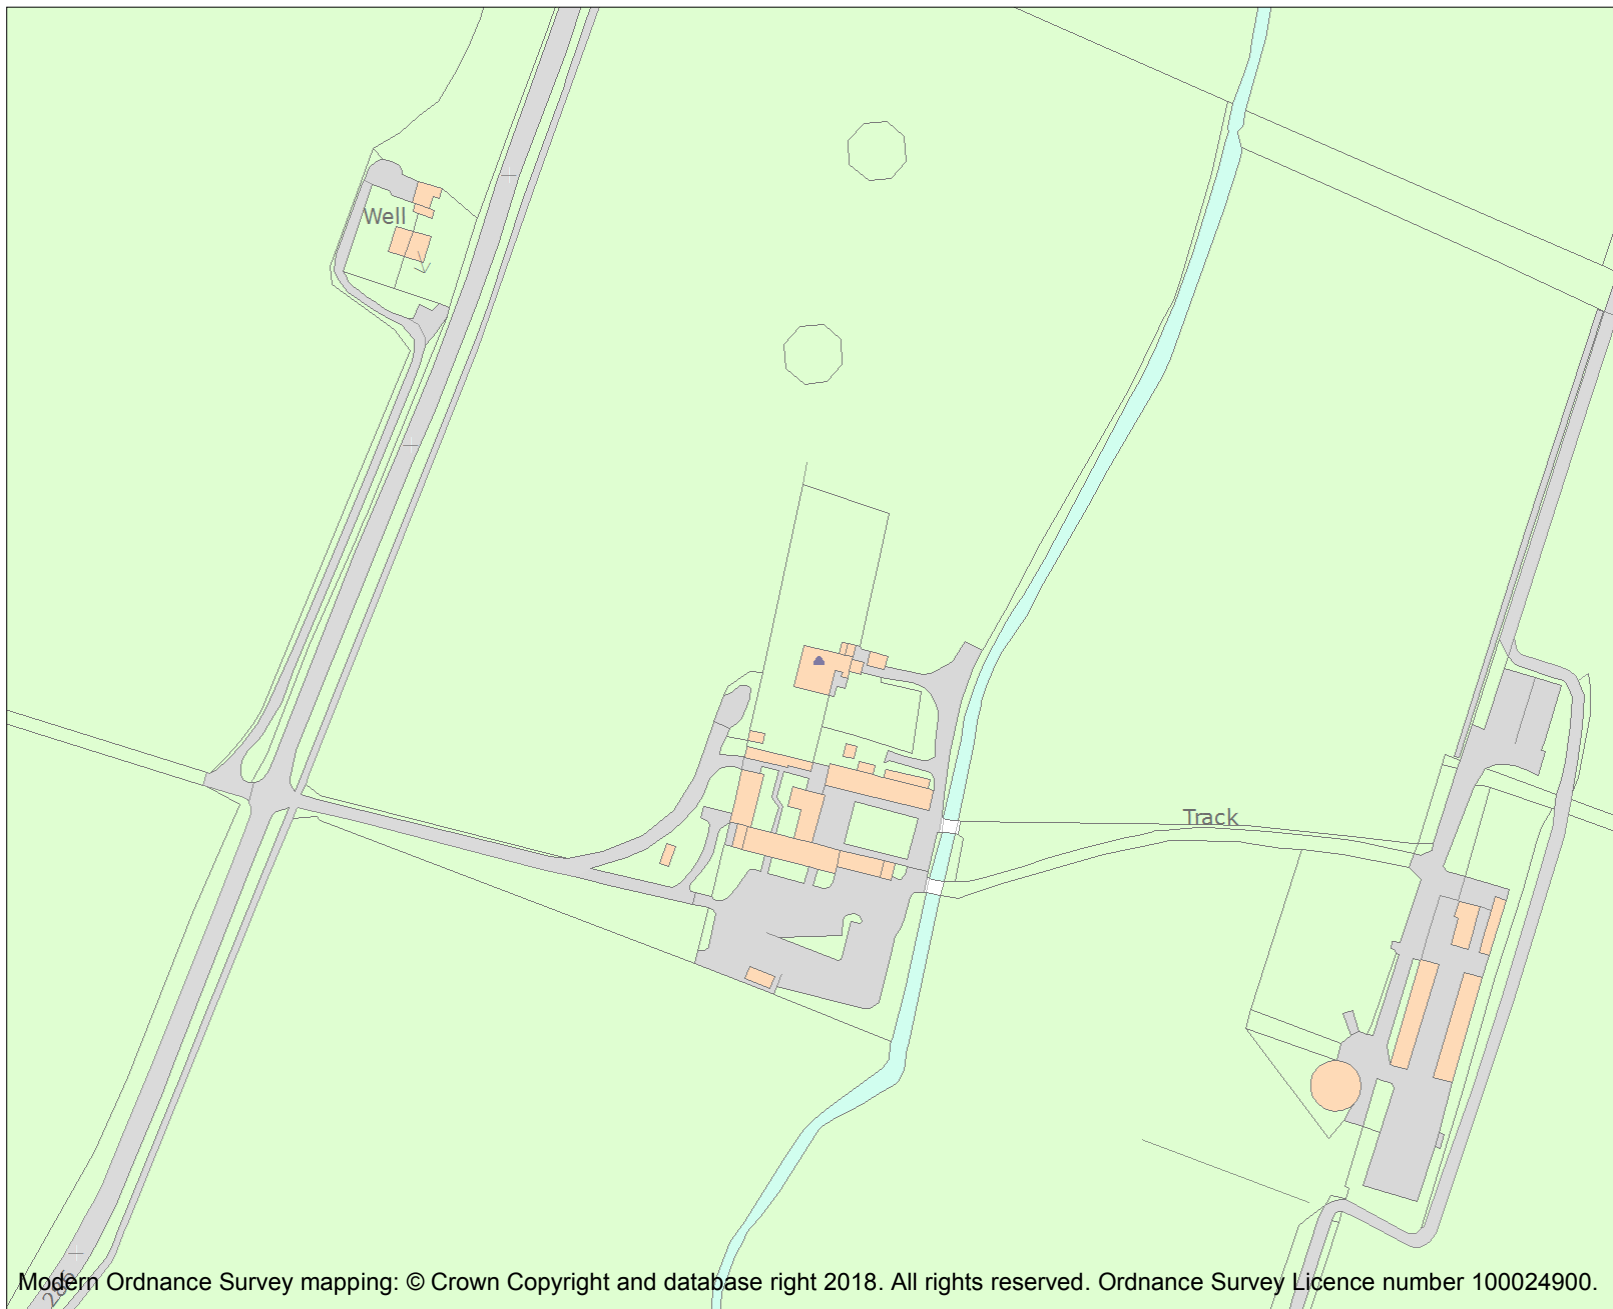 Well
Track
Modern Ordnance Survey mapping: © Crown Copyright and database right 2018. All rights reserved. Ordnance Survey Licence number 100024900.